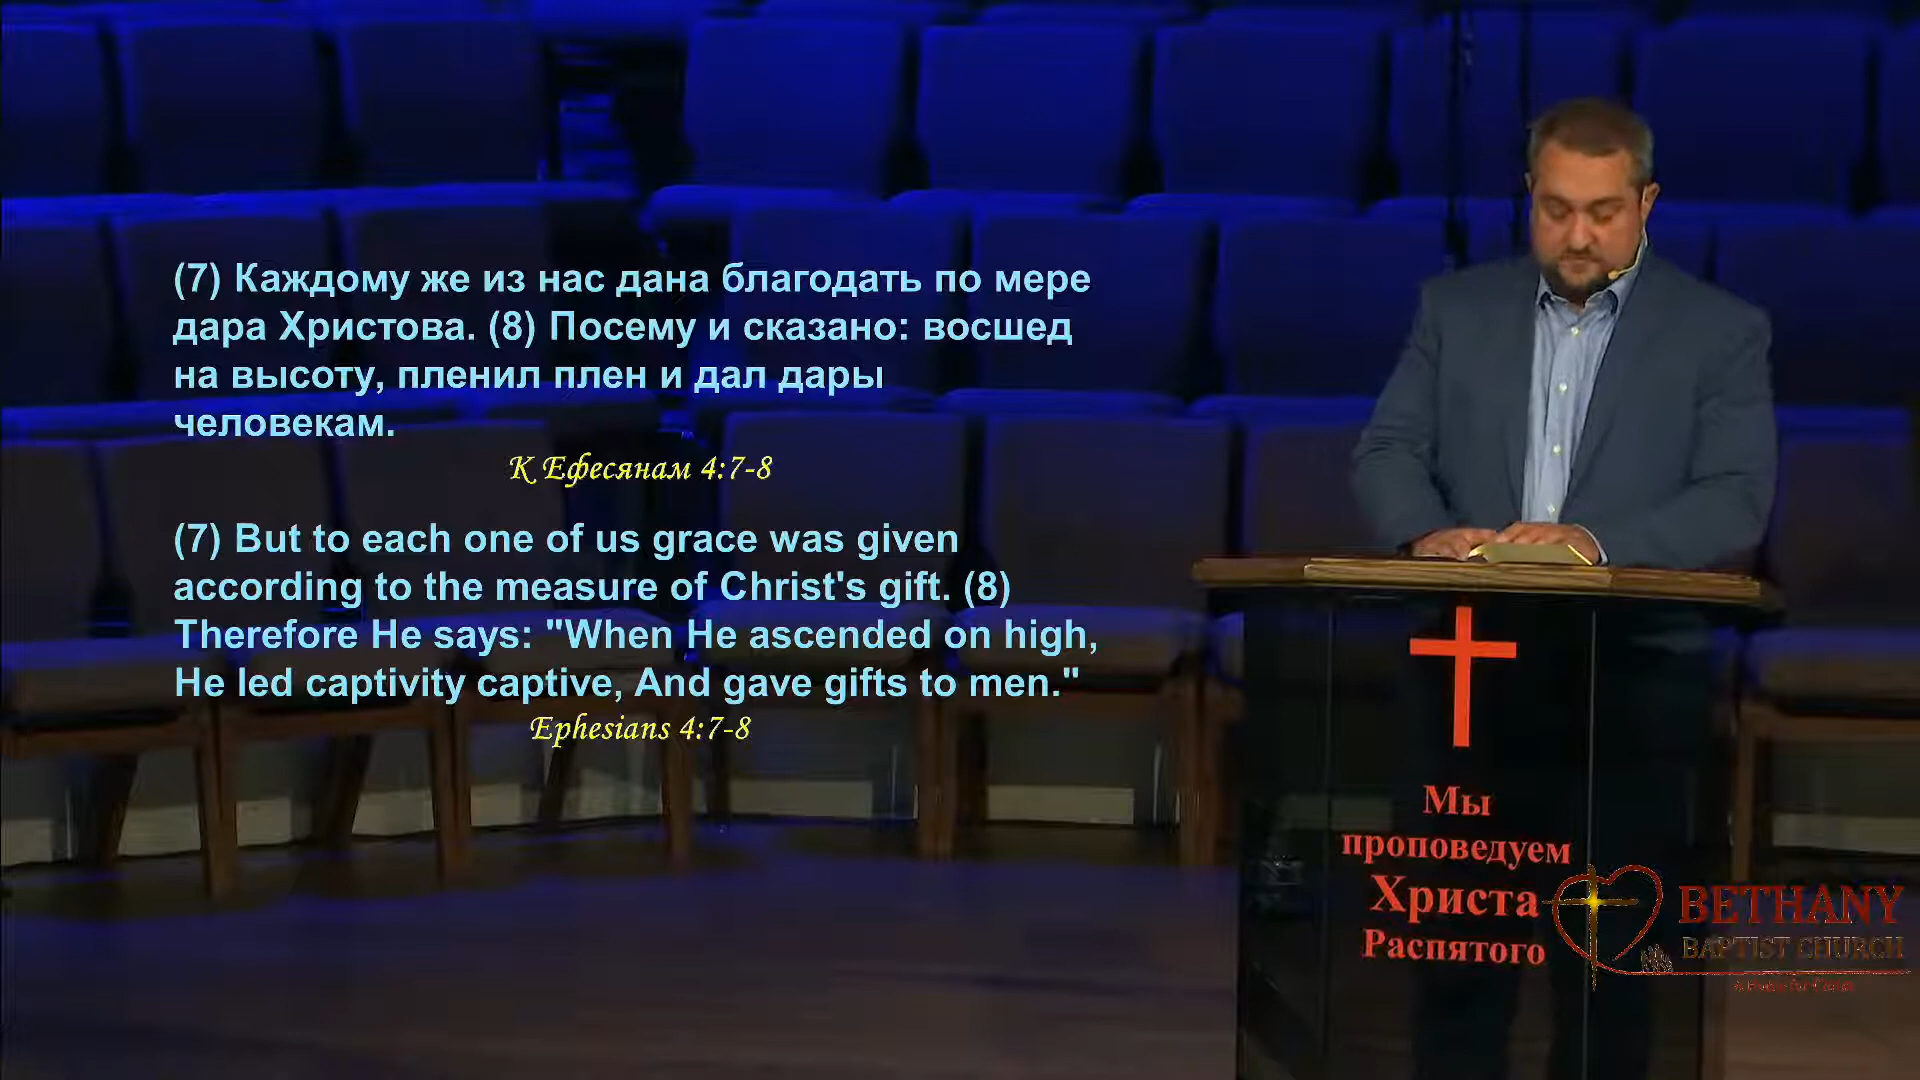 (7) Каждому же из нас дана благодать по мере
дара Христова. (8) Посему и сказано: восшед
на высоту, пленил плен и дал дары
человекам.
К Ефесянам 4:7-8
(7) But to each one of us grace was given
according to the measure of Christ's gift. (8)
Therefore He says: "When He ascended on high,
He led captivity captive, And gave gifts to men."
Ephesians 4:7-8
Мы
проповедуем
Христа
Распятого
BETHANY
BAPTIST CHURCH